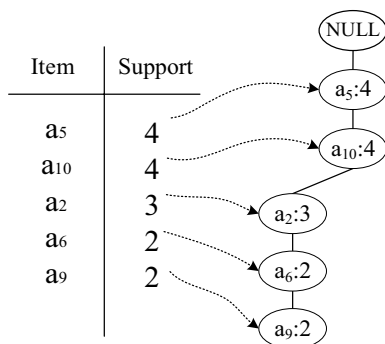 NULL
Item Support
a₅:4
a₅ 4
a₁₀:4
a₁₀ 4
a₂ 3
a₂:3
a₆ 2
a₆:2
a₉ 2
a₉:2